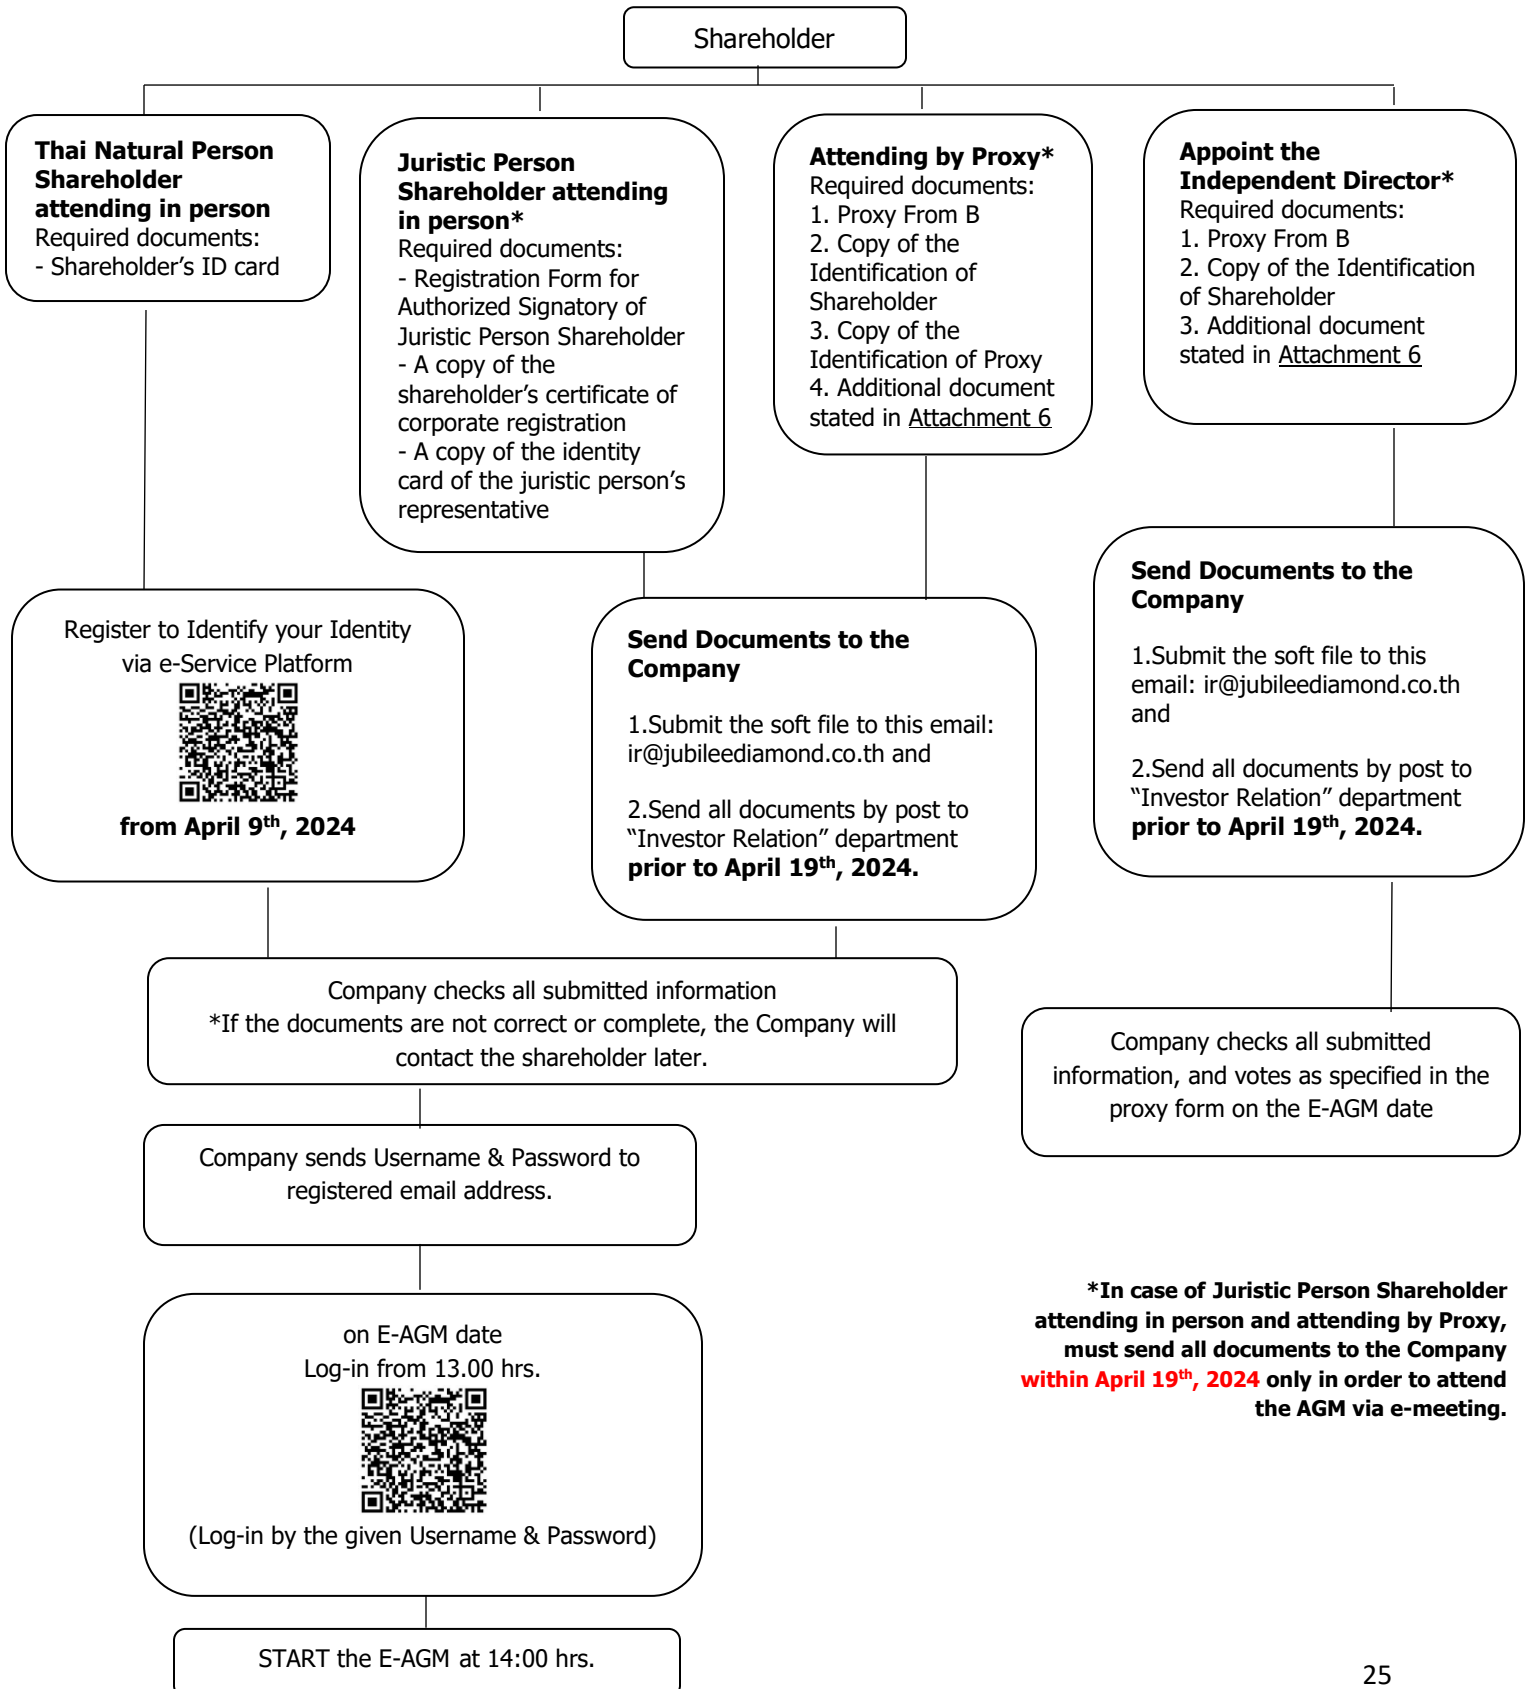 Shareholder
Thai Natural Person
Shareholder
attending in person
Required documents:
- Shareholder's ID card
Juristic Person
Shareholder attending
in person*
Required documents:
- Registration Form for
Authorized Signatory of
Juristic Person Shareholder
- A copy of the
shareholder's certificate of
corporate registration
- A copy of the identity
card of the juristic person's
representative
Attending by Proxy*
Required documents:
1. Proxy From B
2. Copy of the
Identification of
Shareholder
3. Copy of the
Identification of Proxy
4. Additional document
stated in Attachment 6
Appoint the
Independent Director*
Required documents:
1. Proxy From B
2. Copy of the Identification
of Shareholder
3. Additional document
stated in Attachment 6
Register to Identify your Identity
via e-Service Platform
from April 9th, 2024
Send Documents to the
Company
1.Submit the soft file to this email:
ir@jubileediamond.co.th and
2.Send all documents by post to
“Investor Relation” department
prior to April 19th, 2024.
Send Documents to the
Company
1.Submit the soft file to this
email: ir@jubileediamond.co.th
and
2.Send all documents by post to
“Investor Relation” department
prior to April 19th, 2024.
Company checks all submitted information
*If the documents are not correct or complete, the Company will
contact the shareholder later.
Company checks all submitted
information, and votes as specified in the
proxy form on the E-AGM date
Company sends Username & Password to
registered email address.
on E-AGM date
Log-in from 13.00 hrs.
(Log-in by the given Username & Password)
*In case of Juristic Person Shareholder
attending in person and attending by Proxy,
must send all documents to the Company
within April 19th, 2024 only in order to attend
the AGM via e-meeting.
START the E-AGM at 14:00 hrs.
25